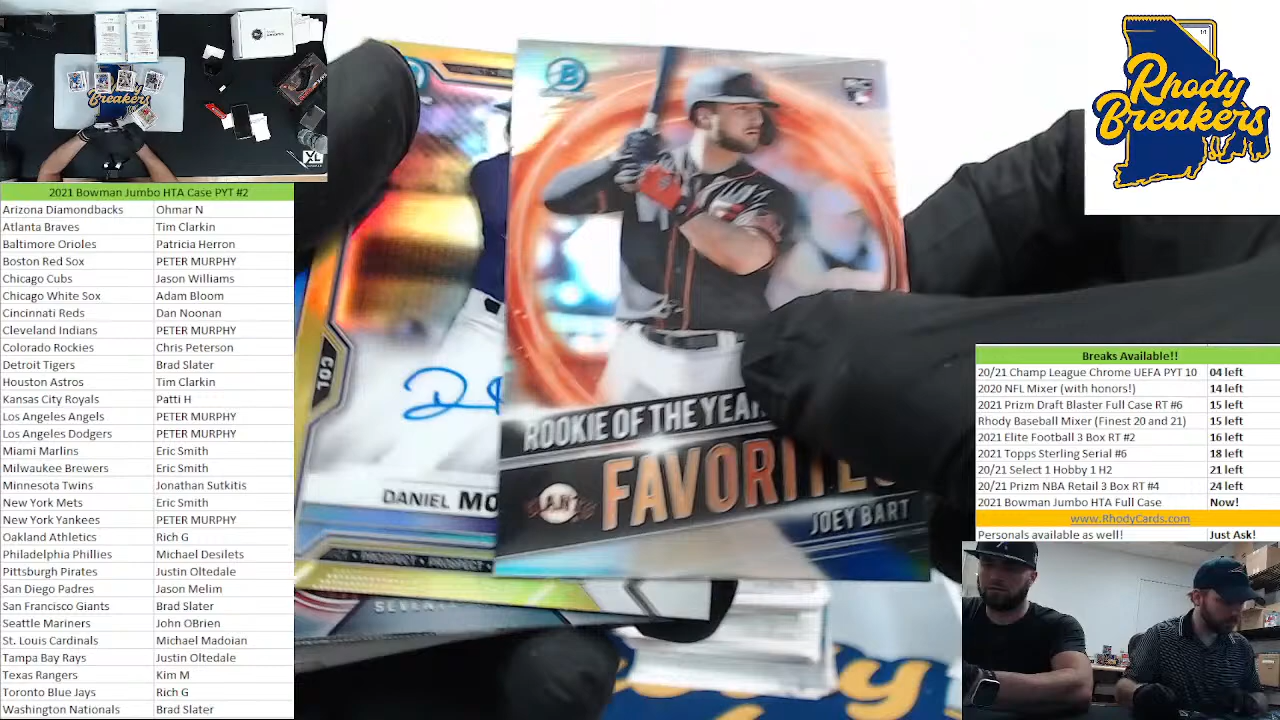 2021 Bowman Jumbo HTA Case PYT #2
Arizona Diamondbacks Ohmar N
Atlanta Braves Tim Clarkin
Baltimore Orioles Patricia Herron
Boston Red Sox PETER MURPHY
Chicago Cubs Jason Williams
Chicago White Sox Adam Bloom
Cincinnati Reds Dan Noonan
Cleveland Indians PETER MURPHY
Colorado Rockies Chris Peterson
Detroit Tigers Brad Slater
Houston Astros Tim Clarkin
Kansas City Royals Patti H
Los Angeles Angels PETER MURPHY
Los Angeles Dodgers PETER MURPHY
Miami Marlins Eric Smith
Milwaukee Brewers Eric Smith
Minnesota Twins Jonathan Sutkitis
New York Mets Eric Smith
New York Yankees PETER MURPHY
Oakland Athletics Rich G
Philadelphia Phillies Michael Desilets
Pittsburgh Pirates Justin Oltedale
San Diego Padres Jason Melim
San Francisco Giants Brad Slater
Seattle Mariners John OBrien
St. Louis Cardinals Michael Madoian
Tampa Bay Rays Justin Oltedale
Texas Rangers Kim M
Toronto Blue Jays Rich G
Washington Nationals Brad Slater
Breakers
XL
COL
DANIEL MO
PROSPECT
SEVENT
B
ROOKIE OF THE YEA
GIANTS
FAVORITES
JOEY BART
Rhody
Breakers
1/1
Breaks Available!!
20/21 Champ League Chrome UEFA PYT 10 04 left
2020 NFL Mixer (with honors!) 14 left
2021 Prizm Draft Blaster Full Case RT #6 15 left
Rhody Baseball Mixer (Finest 20 and 21) 15 left
2021 Elite Football 3 Box RT #2 16 left
2021 Topps Sterling Serial #6 18 left
20/21 Select 1 Hobby 1 H2 21 left
20/21 Prizm NBA Retail 3 Box RT #4 24 left
2021 Bowman Jumbo HTA Full Case Now!
www.RhodyCards.com
Personals available as well! Just Ask!